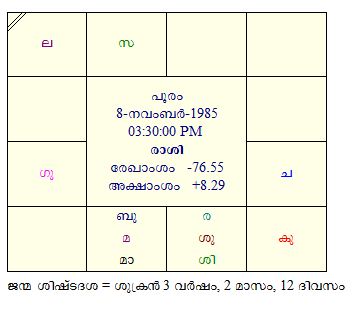 ല സ
പൂരം
8-നവംബർ-1985
03:30:00 PM
രാശി
രേഖാംശം -76.55
അക്ഷാംശം +8.29
ഗു ച
ബു ര
മ ശു കു
മാ ശി
ജന്മ ശിഷ്ടദശ = ശുക്രൻ 3 വർഷം, 2 മാസം, 12 ദിവസം